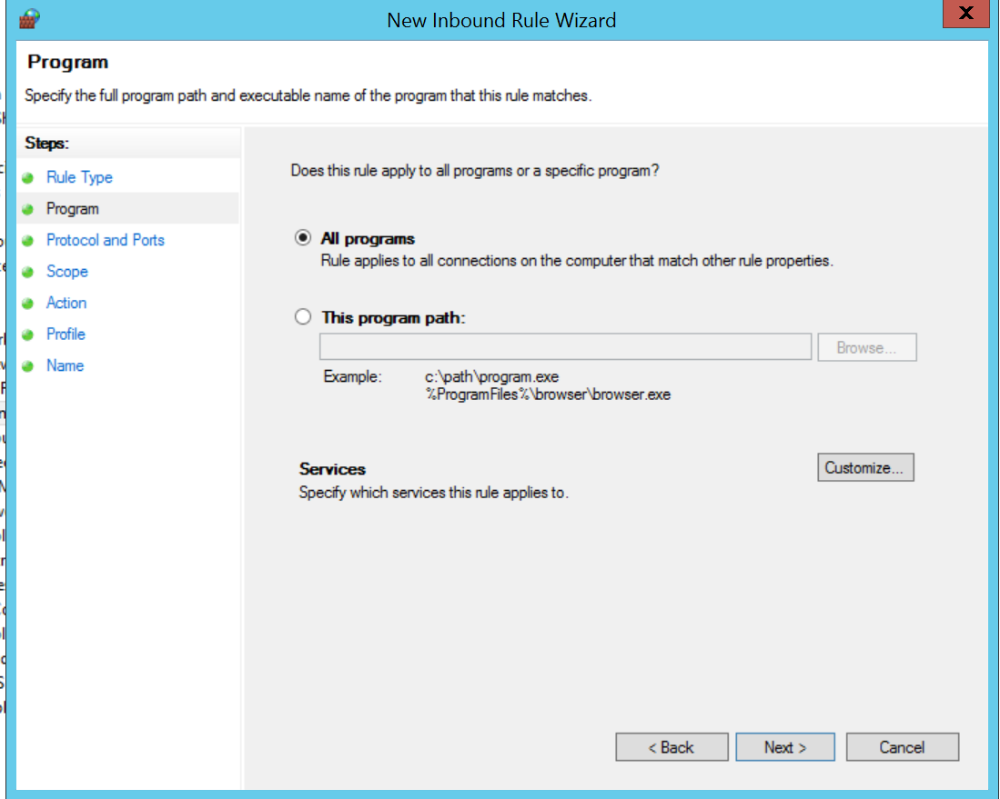 New Inbound Rule Wizard
X
Program
Specify the full program path and executable name of the program that this rule matches.
Steps:
Rule Type
Program
Protocol and Ports
Scope
Action
Profile
Name
Does this rule apply to all programs or a specific program?
All programs
Rule applies to all connections on the computer that match other rule properties.
This program path:
Browse...
Example: c:\path\program.exe
%ProgramFiles%\browser\browser.exe
Services
Customize...
Specify which services this rule applies to.
< Back Next > Cancel